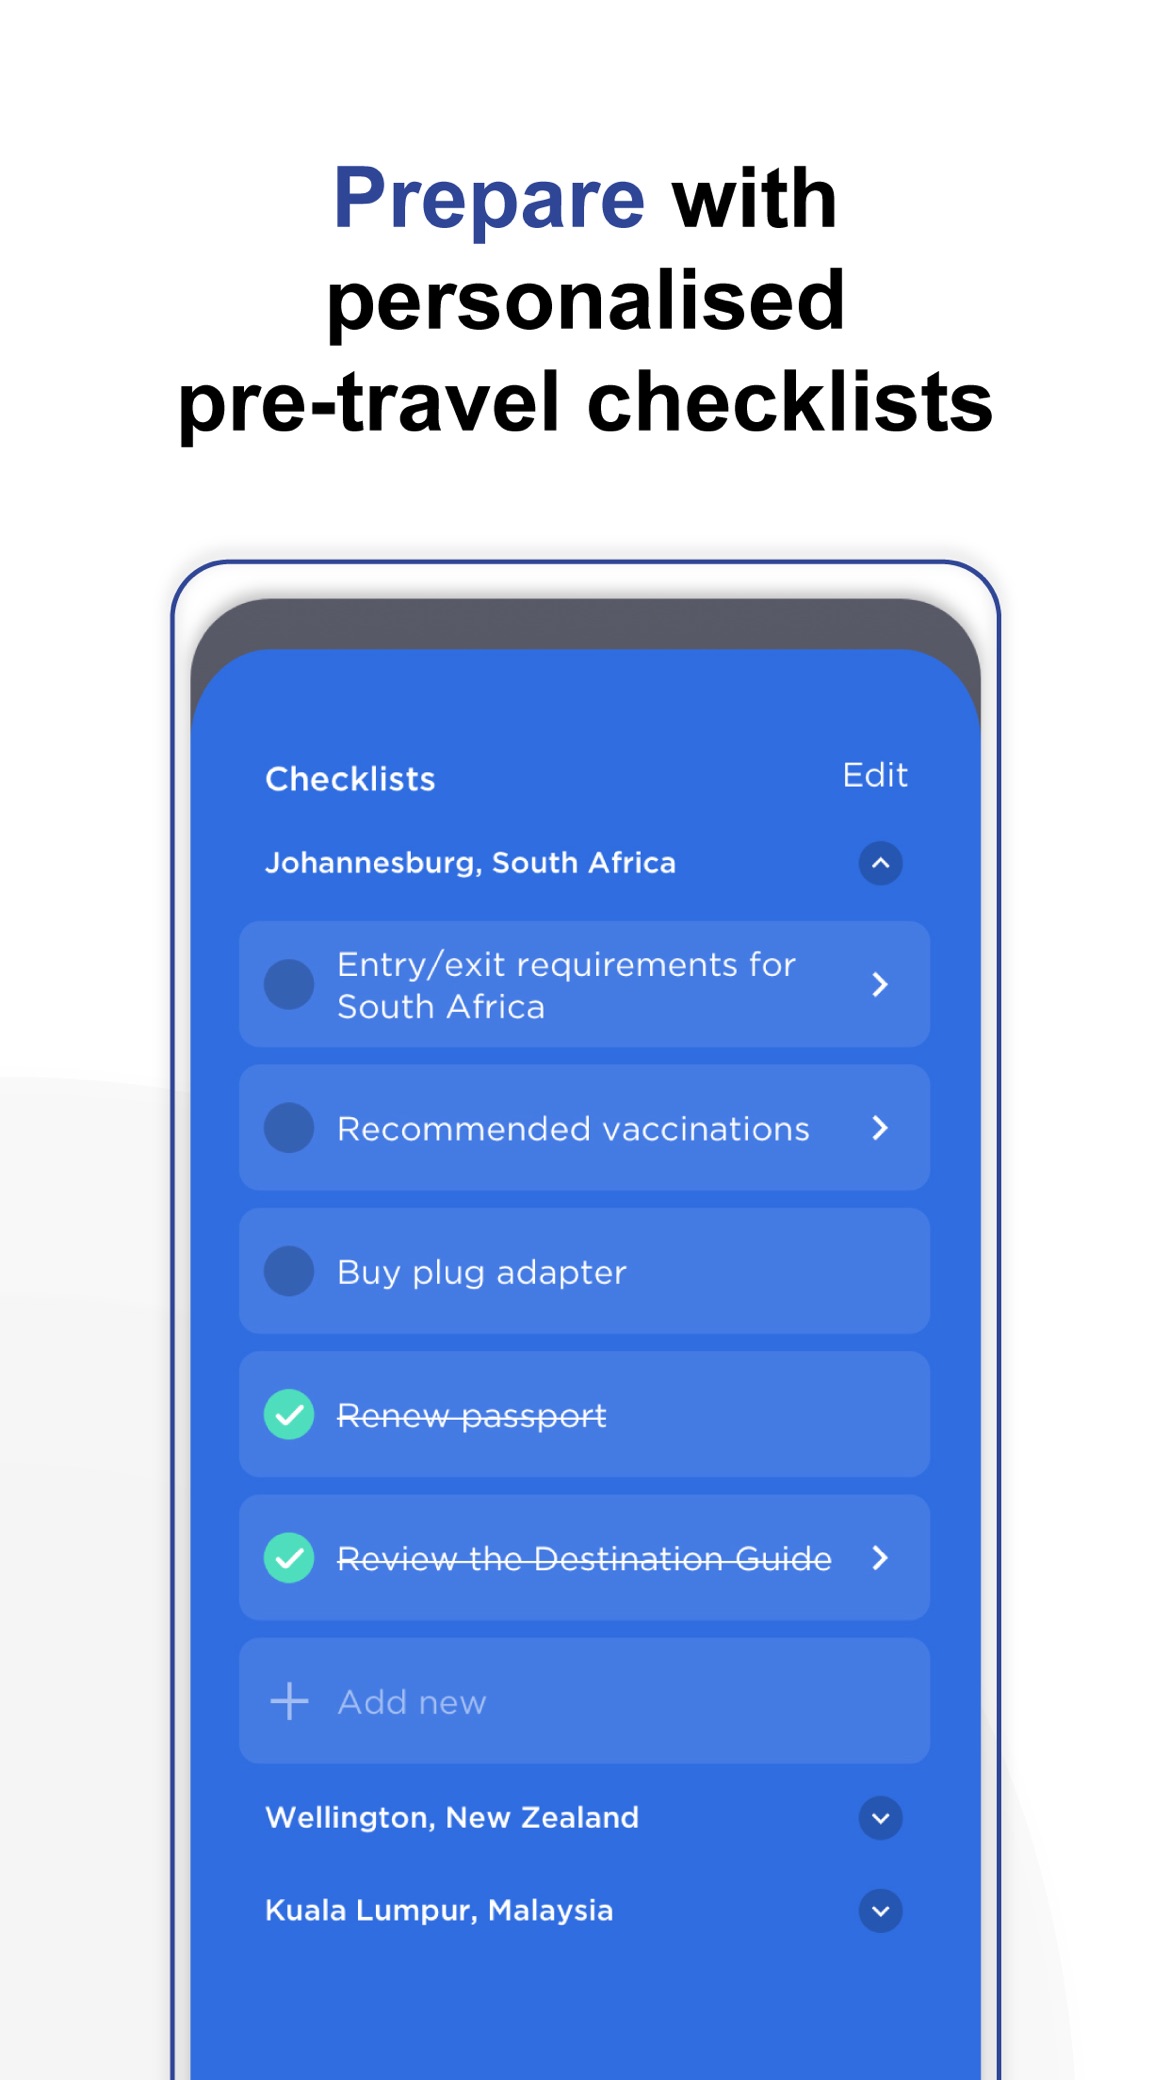 Prepare with
personalised
pre-travel checklists
Checklists
Edit
Johannesburg, South Africa
Entry/exit requirements for
South Africa
Recommended vaccinations
Buy plug adapter
Renew passport
Review the Destination Guide
Add new
Wellington, New Zealand
Kuala Lumpur, Malaysia